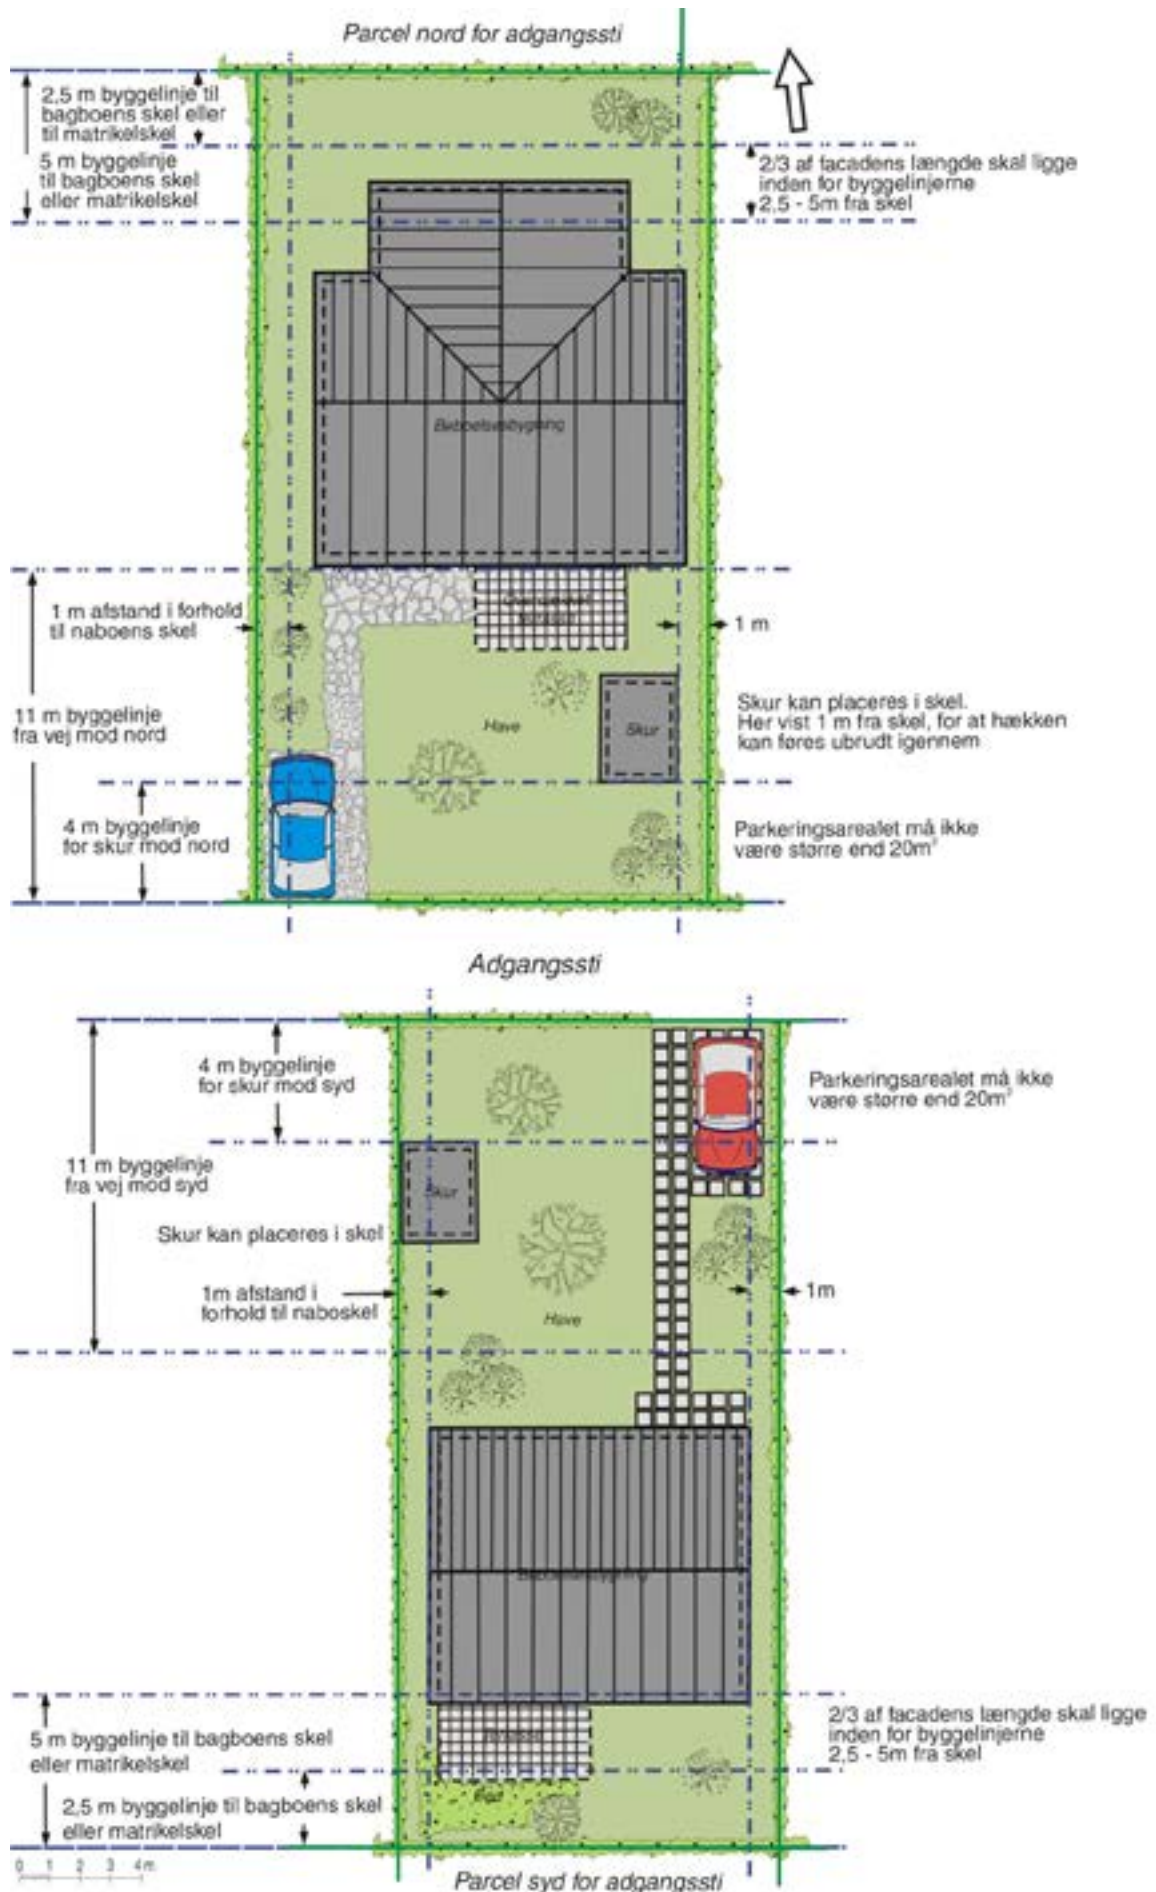 Parcel nord for adgangssti
2,5 m byggelinje til
bagboens skel eller
til matrikelskel
5 m byggelinje
til bagboens skel
eller matrikelskel
2/3 af facadens længde skal ligge
inden for byggelinjerne
2,5 - 5m fra skel
Beboelsesbygning
1 m afstand i forhold
til naboens skel
1 m
11 m byggelinje
fra vej mod nord
Have
Skur
Skur kan placeres i skel.
Her vist 1 m fra skel, for at hækken
kan føres ubrudt igennem
4 m byggelinje
for skur mod nord
Parkeringsarealet må ikke
være større end 20m²
Adgangssti
4 m byggelinje
for skur mod syd
Parkeringsarealet må ikke
være større end 20m²
11 m byggelinje
fra vej mod syd
Skur
Skur kan placeres i skel
1m afstand i
forhold til naboskel
1m
Have
Beboelsesbygning
5 m byggelinje til bagboens skel
eller matrikelskel
Terasse
2/3 af facadens længde skal ligge
inden for byggelinjerne
2,5 - 5m fra skel
2,5 m byggelinje til bagboens skel
eller matrikelskel
Bed
0 1 2 3 4m
Parcel syd for adgangssti